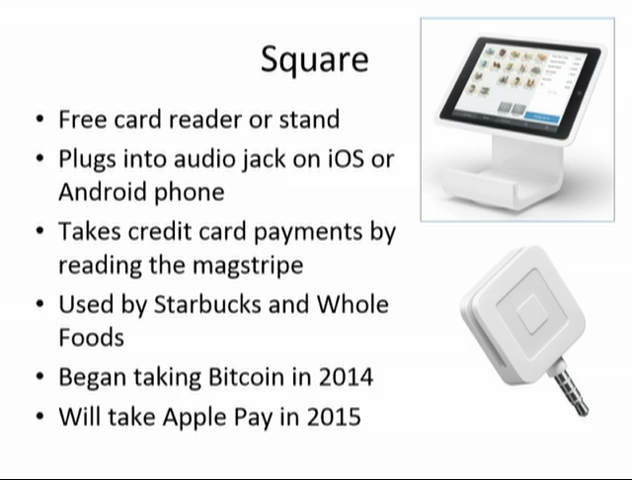 Square
• Free card reader or stand
• Plugs into audio jack on iOS or
Android phone
• Takes credit card payments by
reading the magstripe
• Used by Starbucks and Whole
Foods
• Began taking Bitcoin in 2014
• Will take Apple Pay in 2015